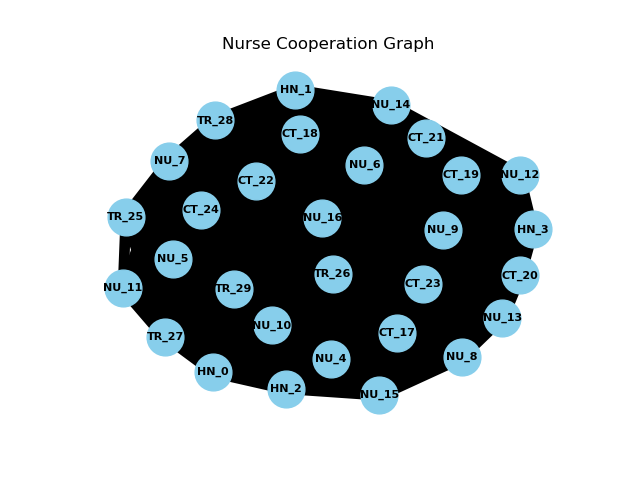 Nurse Cooperation Graph
HN_1
NU_14
TR_28
CT_18
CT_21
NU_7
NU_6
CT_19
NU_12
CT_22
CT_24
TR_25
NU_16
NU_9
HN_3
NU_5
TR_26
CT_20
CT_23
NU_11
TR_29
NU_13
NU_10
CT_17
TR_27
NU_4
NU_8
HN_0
HN_2
NU_15